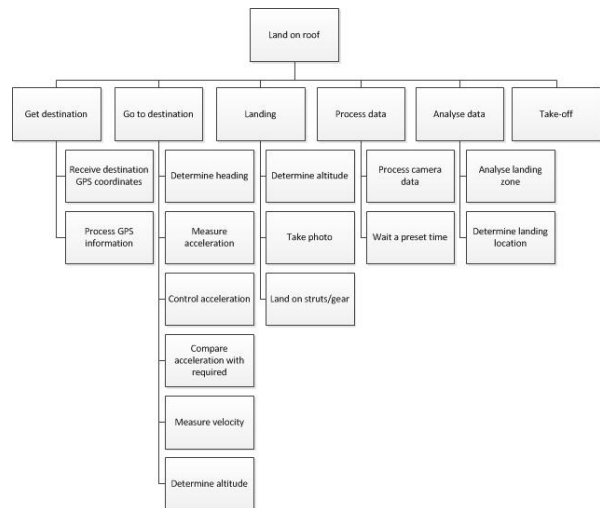 Land on roof
Get destination
Go to destination
Landing
Process data
Analyse data
Take-off
Receive destination
GPS coordinates
Process GPS
information
Determine heading
Measure
acceleration
Control acceleration
Compare
acceleration with
required
Measure velocity
Determine altitude
Determine altitude
Take photo
Land on struts/gear
Process camera
data
Wait a preset time
Analyse landing
zone
Determine landing
location